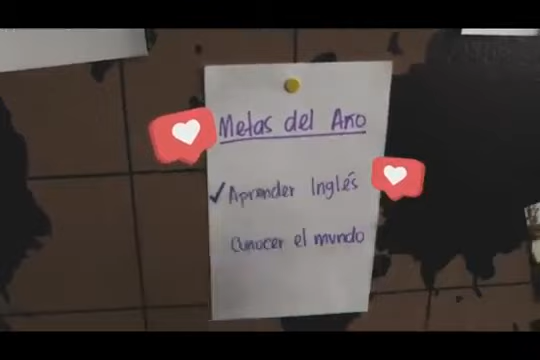 Metas del Año
✓ Aprender Inglés
Conocer el mundo